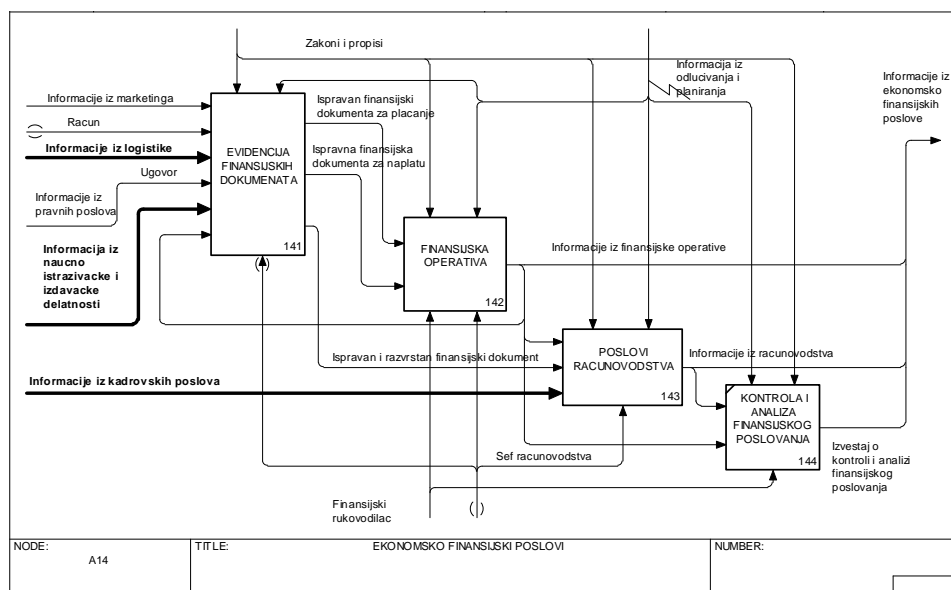 Zakoni i propisi
Informacija iz
odlucivanja i
planiranja
Informacije iz
ekonomsko
finansijskih
poslove
Informacije iz marketinga
Racun
Informacije iz logistike
Ugovor
Informacije iz
pravnih poslova
Informacija iz
naucno
istrazivacke i
izdavacke
delatnosti
EVIDENCIJA
FINANSIJSKIH
DOKUMENATA
141
Ispravan finansijski
dokumenta za placanje
Ispravna finansijska
dokumenta za naplatu
FINANSIJSKA
OPERATIVA
142
Informacije iz finansijske operative
Ispravan i razvrstan finansijski dokument
Informacije iz kadrovskih poslova
POSLOVI
RACUNOVODSTVA
143
Informacije iz racunovodstva
KONTROLA I
ANALIZA
FINANSIJSKOG
POSLOVANJA
144
Izvestaj o
kontroli i analizi
finansijskog
poslovanja
Sef racunovodstva
Finansijski
rukovodilac
NODE:
A14
TITLE:
EKONOMSKO FINANSIJSKI POSLOVI
NUMBER: